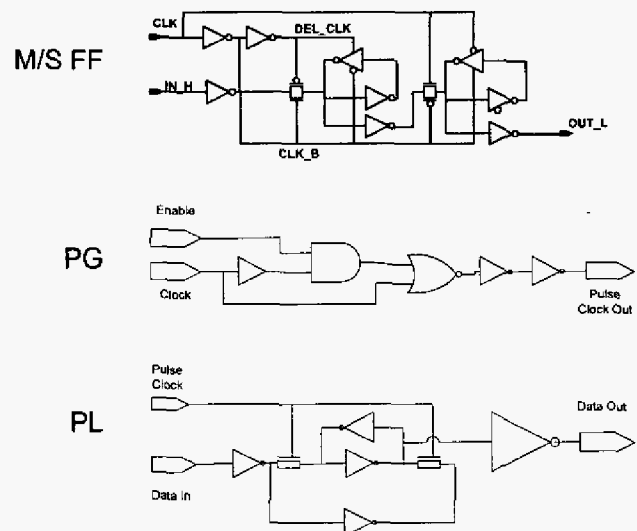 CLK
DEL_CLK
M/S FF
IN_H
CLK_B
OUT_L
Enable
PG
Clock
Pulse
Clock Out
Pulse
Clock
PL
Data Out
Data In